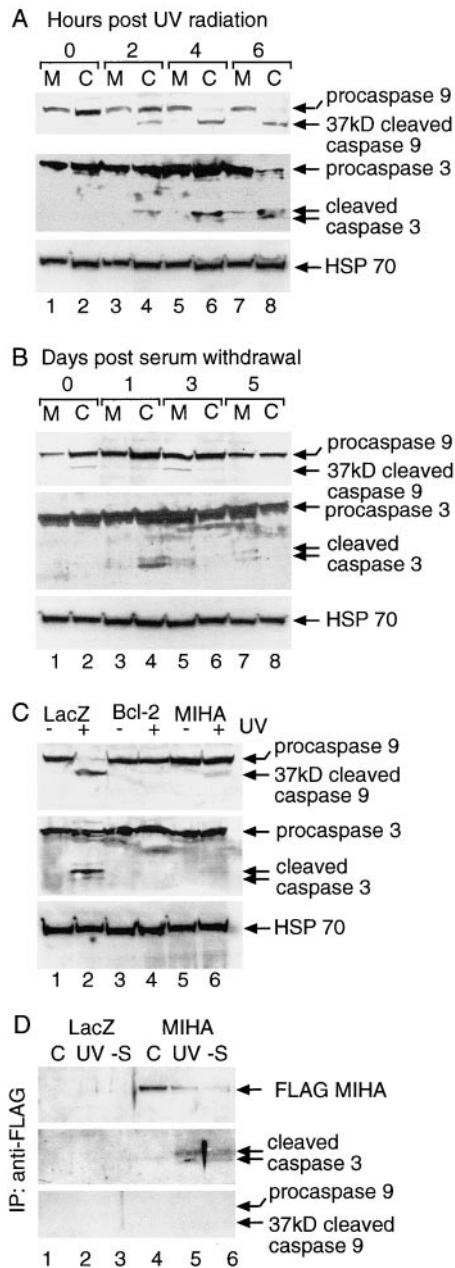 A Hours post UV radiation
0 2 4 6
M C M C M C M C
procaspase 9
37kD cleaved
caspase 9
procaspase 3
cleaved
caspase 3
HSP 70
1 2 3 4 5 6 7 8
B Days post serum withdrawal
0 1 3 5
M C M C M C M C
procaspase 9
37kD cleaved
caspase 9
procaspase 3
cleaved
caspase 3
HSP 70
1 2 3 4 5 6 7 8
C LacZ Bcl-2 MIHA
- + - + - + UV
procaspase 9
37kD cleaved
caspase 9
procaspase 3
cleaved
caspase 3
HSP 70
1 2 3 4 5 6
D LacZ MIHA
C UV -S C UV -S
IP: anti-FLAG
FLAG MIHA
cleaved
caspase 3
procaspase 9
37kD cleaved
caspase 9
1 2 3 4 5 6